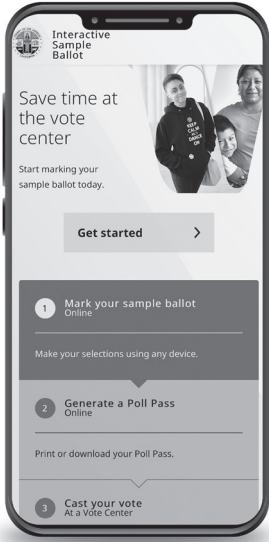 Interactive
Sample
Ballot
Save time at
the vote
center
KEEP
CALM
DANCE
ON
Start marking your
sample ballot today.
Get started
1 Mark your sample ballot
Online
Make your selections using any device.
2 Generate a Poll Pass
Online
Print or download your Poll Pass.
3 Cast your vote
At a Vote Center